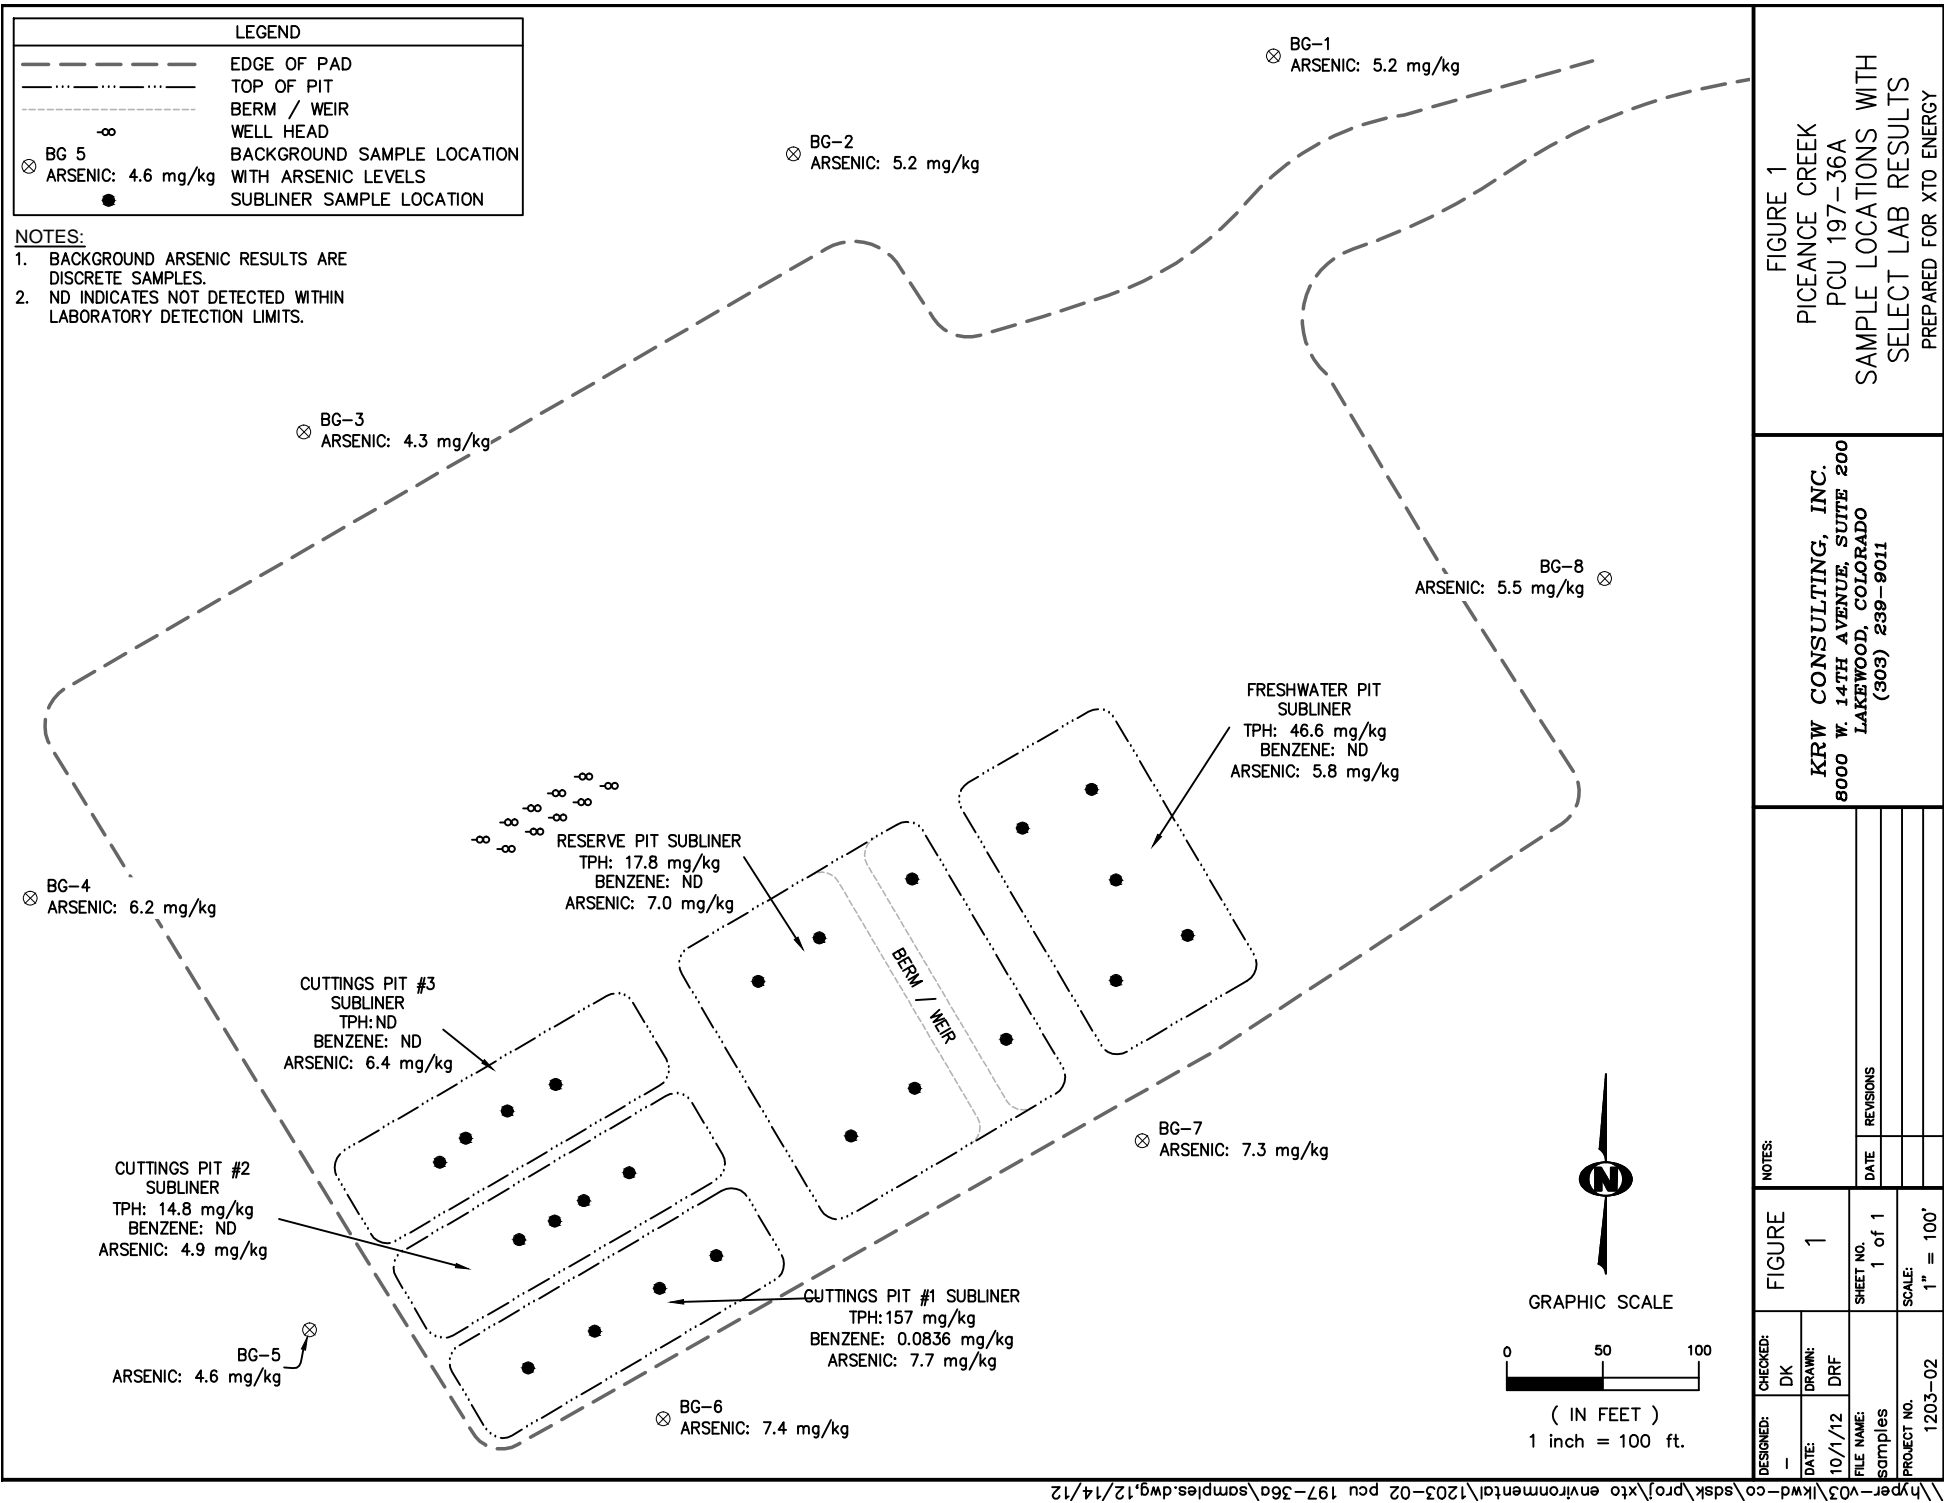 LEGEND
EDGE OF PAD
TOP OF PIT
BERM / WEIR
WELL HEAD
BG 5
ARSENIC: 4.6 mg/kg
BACKGROUND SAMPLE LOCATION
WITH ARSENIC LEVELS
SUBLINER SAMPLE LOCATION
NOTES:
1. BACKGROUND ARSENIC RESULTS ARE
DISCRETE SAMPLES.
2. ND INDICATES NOT DETECTED WITHIN
LABORATORY DETECTION LIMITS.
BG-1
ARSENIC: 5.2 mg/kg
BG-2
ARSENIC: 5.2 mg/kg
BG-3
ARSENIC: 4.3 mg/kg
BG-8
ARSENIC: 5.5 mg/kg
FRESHWATER PIT
SUBLINER
TPH: 46.6 mg/kg
BENZENE: ND
ARSENIC: 5.8 mg/kg
RESERVE PIT SUBLINER
TPH: 17.8 mg/kg
BENZENE: ND
ARSENIC: 7.0 mg/kg
BG-4
ARSENIC: 6.2 mg/kg
BERM / WEIR
CUTTINGS PIT #3
SUBLINER
TPH:ND
BENZENE: ND
ARSENIC: 6.4 mg/kg
BG-7
ARSENIC: 7.3 mg/kg
CUTTINGS PIT #2
SUBLINER
TPH: 14.8 mg/kg
BENZENE: ND
ARSENIC: 4.9 mg/kg
CUTTINGS PIT #1 SUBLINER
TPH:157 mg/kg
BENZENE: 0.0836 mg/kg
ARSENIC: 7.7 mg/kg
BG-5
ARSENIC: 4.6 mg/kg
BG-6
ARSENIC: 7.4 mg/kg
N
GRAPHIC SCALE
0 50 100
( IN FEET )
1 inch = 100 ft.
FIGURE 1
PICEANCE CREEK
PCU 197-36A
SAMPLE LOCATIONS WITH
SELECT LAB RESULTS
PREPARED FOR XTO ENERGY
KRW CONSULTING, INC.
8000 W. 14TH AVENUE, SUITE 200
LAKEWOOD, COLORADO
(303) 239-9011
NOTES:
DATE REVISIONS
FIGURE
1
SHEET NO.
1 of 1
SCALE:
1" = 100'
DESIGNED:
-
CHECKED:
DK
DATE:
10/1/12
DRAWN:
DRF
FILE NAME:
samples
PROJECT NO.
1203-02
\\hyper-v03\lkwd-co\sdsk\proj\xto environmental\1203-02 pcu 197-36a\samples.dwg,12/14/12